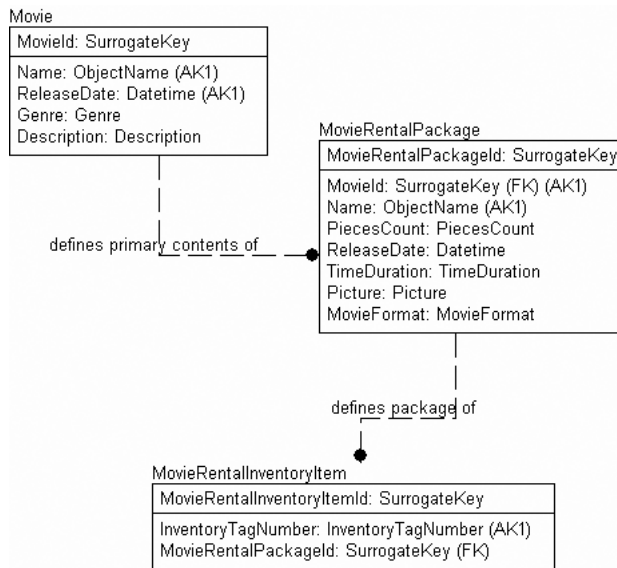 Movie
MovieId: SurrogateKey
Name: ObjectName (AK1)
ReleaseDate: Datetime (AK1)
Genre: Genre
Description: Description
MovieRentalPackage
MovieRentalPackageId: SurrogateKey
MovieId: SurrogateKey (FK) (AK1)
Name: ObjectName (AK1)
PiecesCount: PiecesCount
ReleaseDate: Datetime
TimeDuration: TimeDuration
Picture: Picture
MovieFormat: MovieFormat
defines primary contents of
defines package of
MovieRentalInventoryItem
MovieRentalInventoryItemId: SurrogateKey
InventoryTagNumber: InventoryTagNumber (AK1)
MovieRentalPackageId: SurrogateKey (FK)